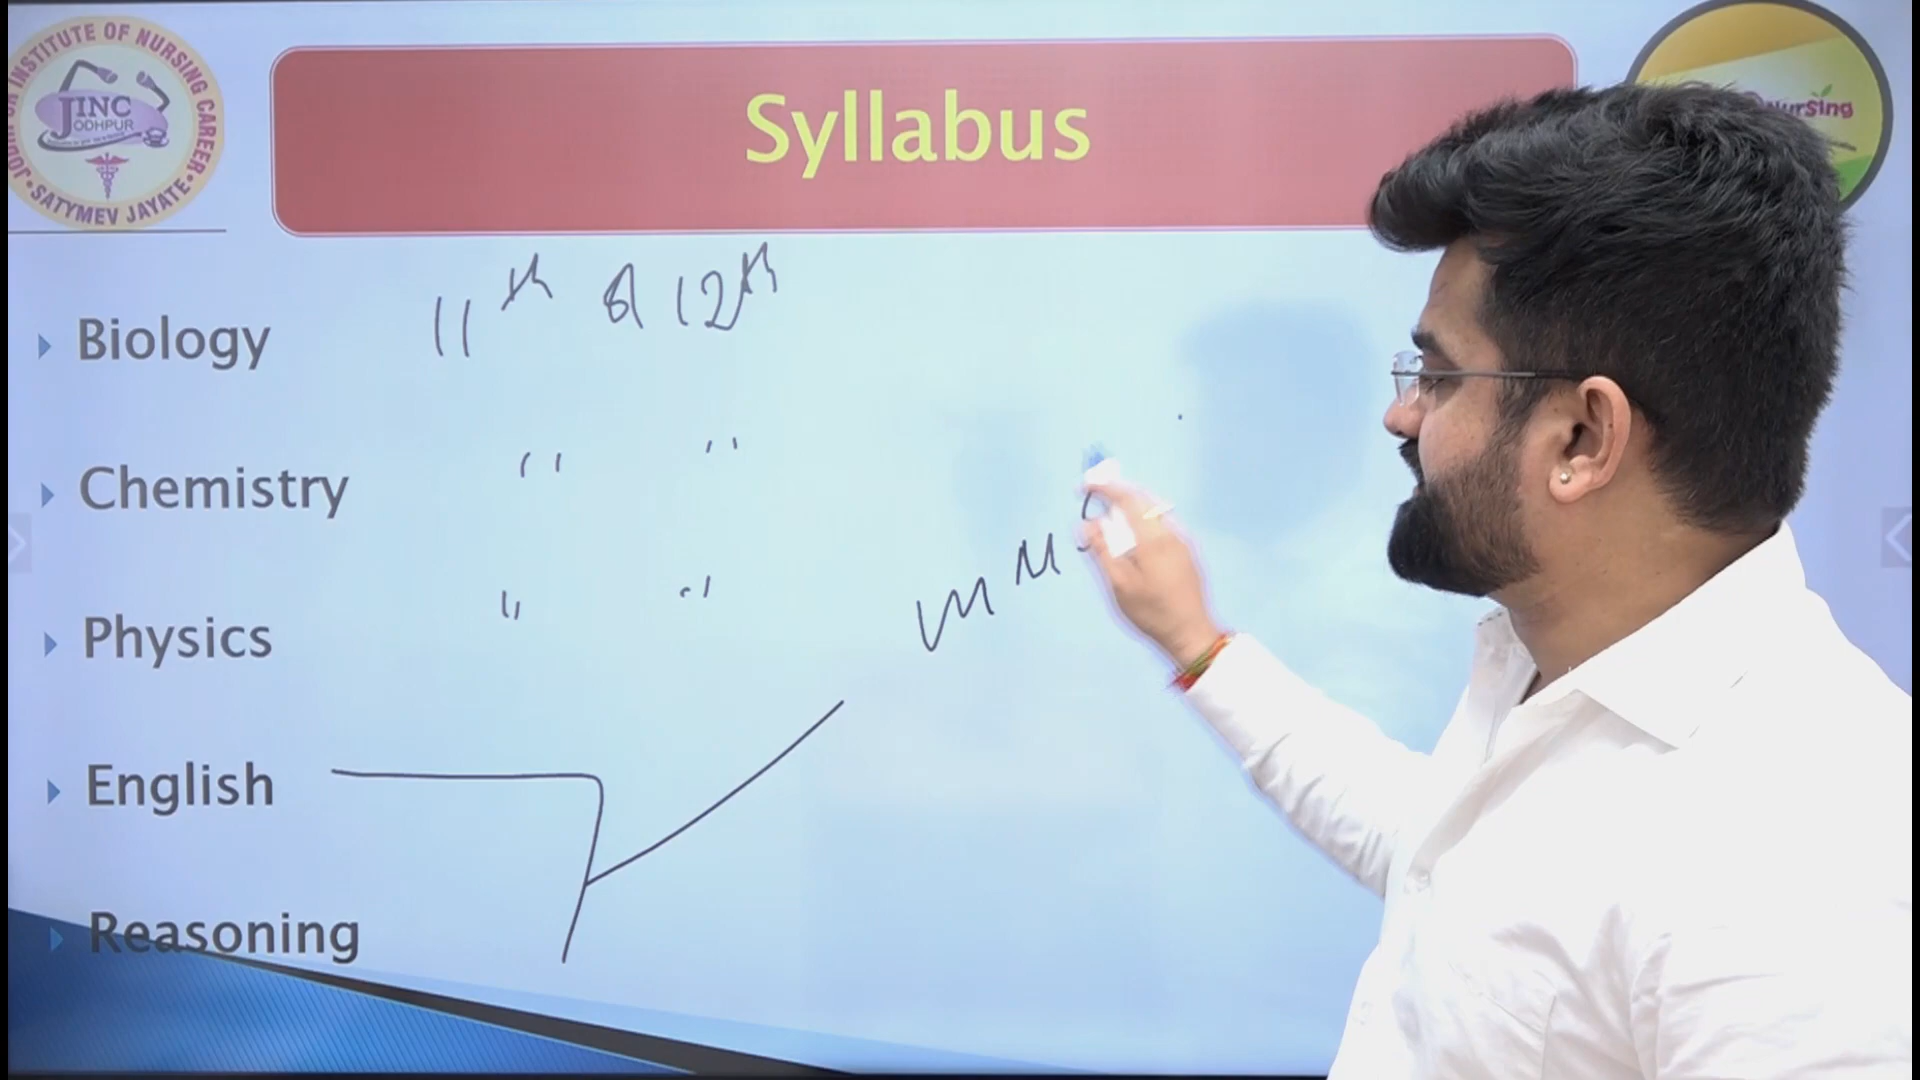 JODHPUR INSTITUTE OF NURSING CAREER
JINC
JODHPUR
• SATYMEV JAYATE •
Syllabus
Nursing
Biology 11th & 12th
Chemistry " "
Physics " "
English
Reasoning